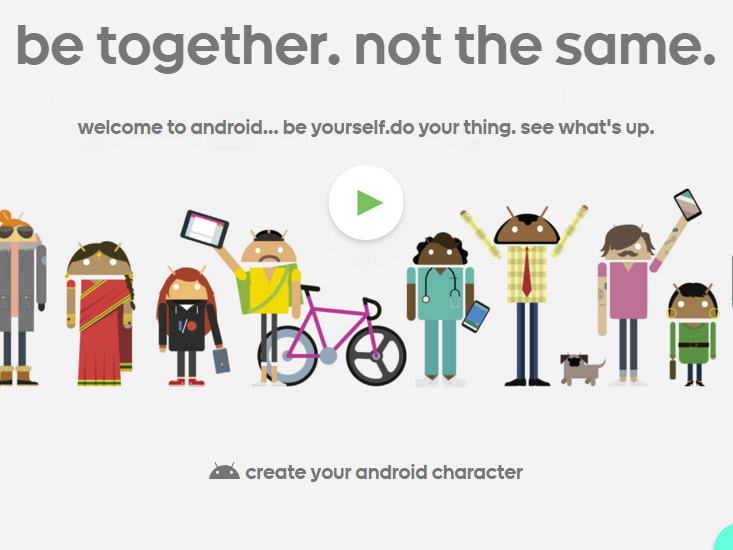 be together. not the same.
welcome to android... be yourself.do your thing. see what's up.
create your android character